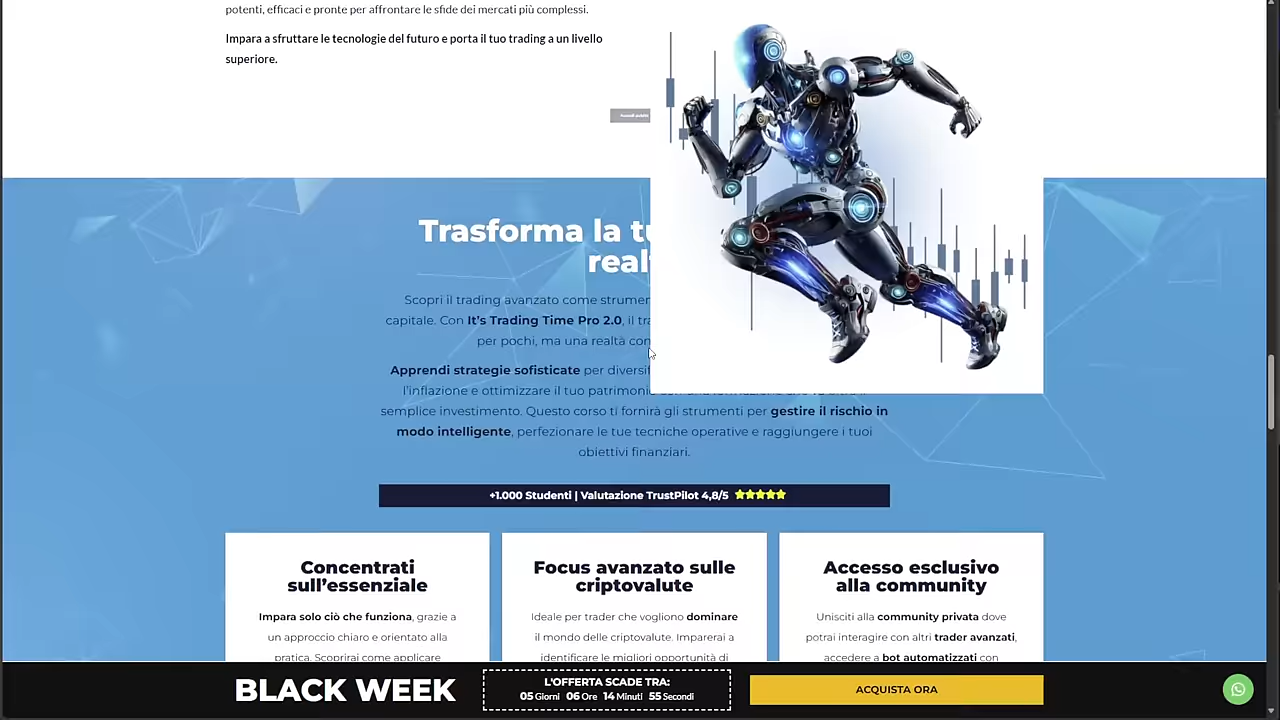 potenti, efficaci e pronte per affrontare le sfide dei mercati più complessi.
Impara a sfruttare le tecnologie del futuro e porta il tuo trading a un livello
superiore.
Trasforma la tu
real
Scopri il trading avanzato come strumen
capitale. Con It's Trading Time Pro 2.0, il tra
per pochi, ma una realtà con
Apprendi strategie sofisticate per diversif
l'inflazione e ottimizzare il tuo patrimonio
semplice investimento. Questo corso ti fornirà gli strumenti per gestire il rischio in
modo intelligente, perfezionare le tue tecniche operative e raggiungere i tuoi
obiettivi finanziari.
+1.000 Studenti | Valutazione TrustPilot 4,8/5
Concentrati
sull'essenziale
Impara solo ciò che funziona, grazie a
un approccio chiaro e orientato alla
pratica. Scoprirai come applicare
Focus avanzato sulle
criptovalute
Ideale per trader che vogliono dominare
il mondo delle criptovalute. Imparerai a
identificare le migliori opportunità di
Accesso esclusivo
alla community
Unisciti alla community privata dove
potrai interagire con altri trader avanzati,
accedere a bot automatizzati con
BLACK WEEK
L'OFFERTA SCADE TRA:
05 Giorni 06 Ore 14 Minuti 55 Secondi
ACQUISTA ORA